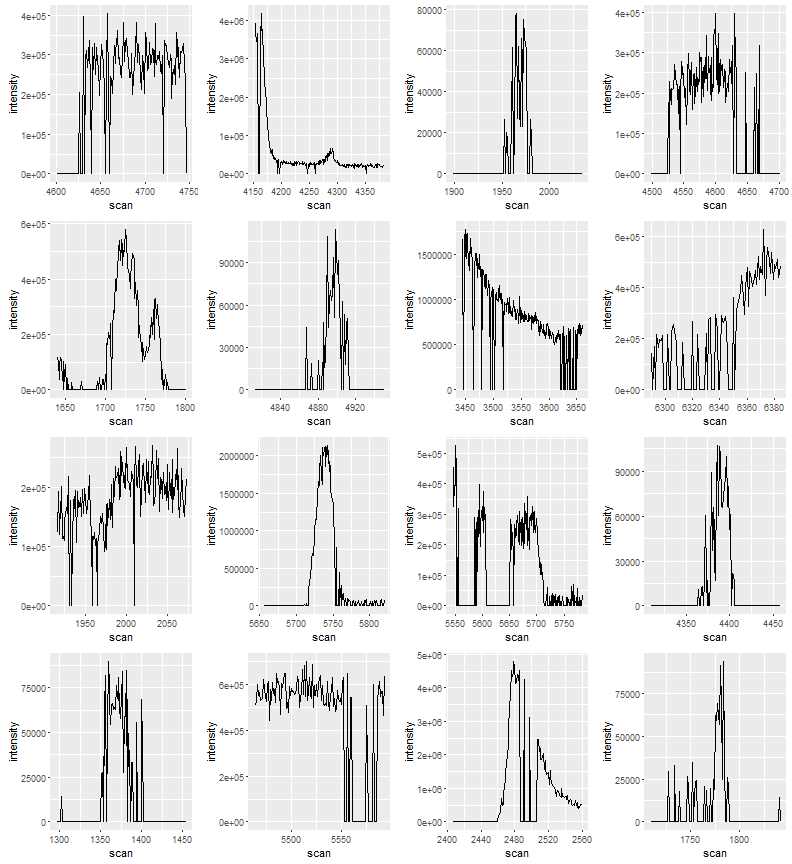 4e+05 4e+06 80000 4e+05
3e+05 3e+06 60000 3e+05
2e+05 2e+06 40000 2e+05
1e+05 1e+06 20000 1e+05
0e+00 0e+00 0 0e+00
intensity intensity intensity intensity
4600 4650 4700 4750 4150 4200 4250 4300 4350 1900 1950 2000 4500 4550 4600 4650 4700
scan scan scan scan
6e+05 90000 1500000 6e+05
4e+05 60000 1000000 4e+05
2e+05 30000 500000 2e+05
0e+00 0 0 0e+00
intensity intensity intensity intensity
1650 1700 1750 1800 4840 4880 4920 3450 3500 3550 3600 3650 6300 6320 6340 6360 6380
scan scan scan scan
2e+05 2000000 5e+05 90000
1e+05 1500000 4e+05 60000
0e+00 1000000 3e+05 30000
500000 2e+05 0
0 1e+05
0e+00
intensity intensity intensity intensity
1950 2000 2050 5650 5700 5750 5800 5550 5600 5650 5700 5750 4350 4400 4450
scan scan scan scan
75000 6e+05 5e+06 75000
50000 4e+05 4e+06 50000
25000 2e+05 3e+06 25000
0 0e+00 2e+06 0
1e+06
0e+00
intensity intensity intensity intensity
1300 1350 1400 1450 5500 5550 2400 2440 2480 2520 2560 1750 1800
scan scan scan scan